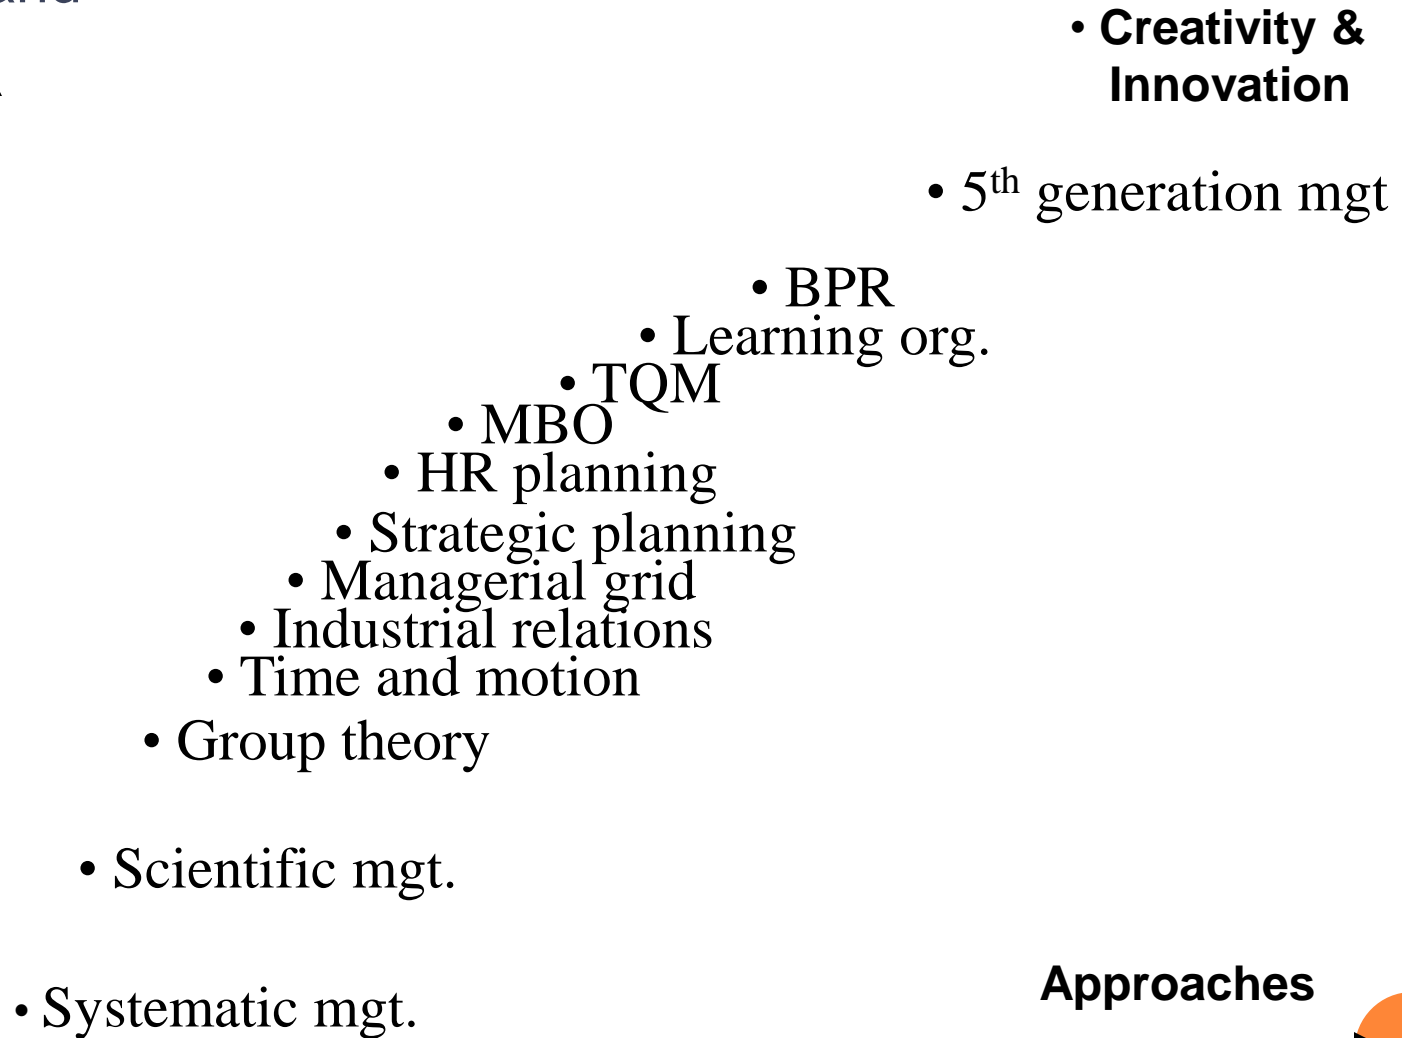 • Creativity &
Innovation
• 5th generation mgt
• BPR
• Learning org.
• TQM
• MBO
• HR planning
• Strategic planning
• Managerial grid
• Industrial relations
• Time and motion
• Group theory
• Scientific mgt.
Approaches
• Systematic mgt.